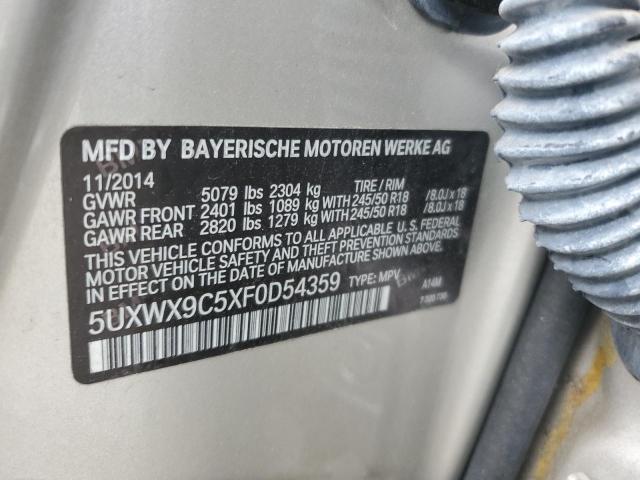 MFD BY BAYERISCHE MOTOREN WERKE AG
11/2014
TIRE / RIM
GVWR 5079 lbs 2304 kg
GAWR FRONT 2401 lbs 1089 kg WITH 245/50 R18 /8.0J x 18
GAWR REAR 2820 lbs 1279 kg WITH 245/50 R18 /8.0J x 18
THIS VEHICLE CONFORMS TO ALL APPLICABLE U. S. FEDERAL
MOTOR VEHICLE SAFETY AND THEFT PREVENTION STANDARDS
IN EFFECT ON THE DATE OF MANUFACTURE SHOWN ABOVE.
5UXWX9C5XF0D54359 TYPE: MPV A14M